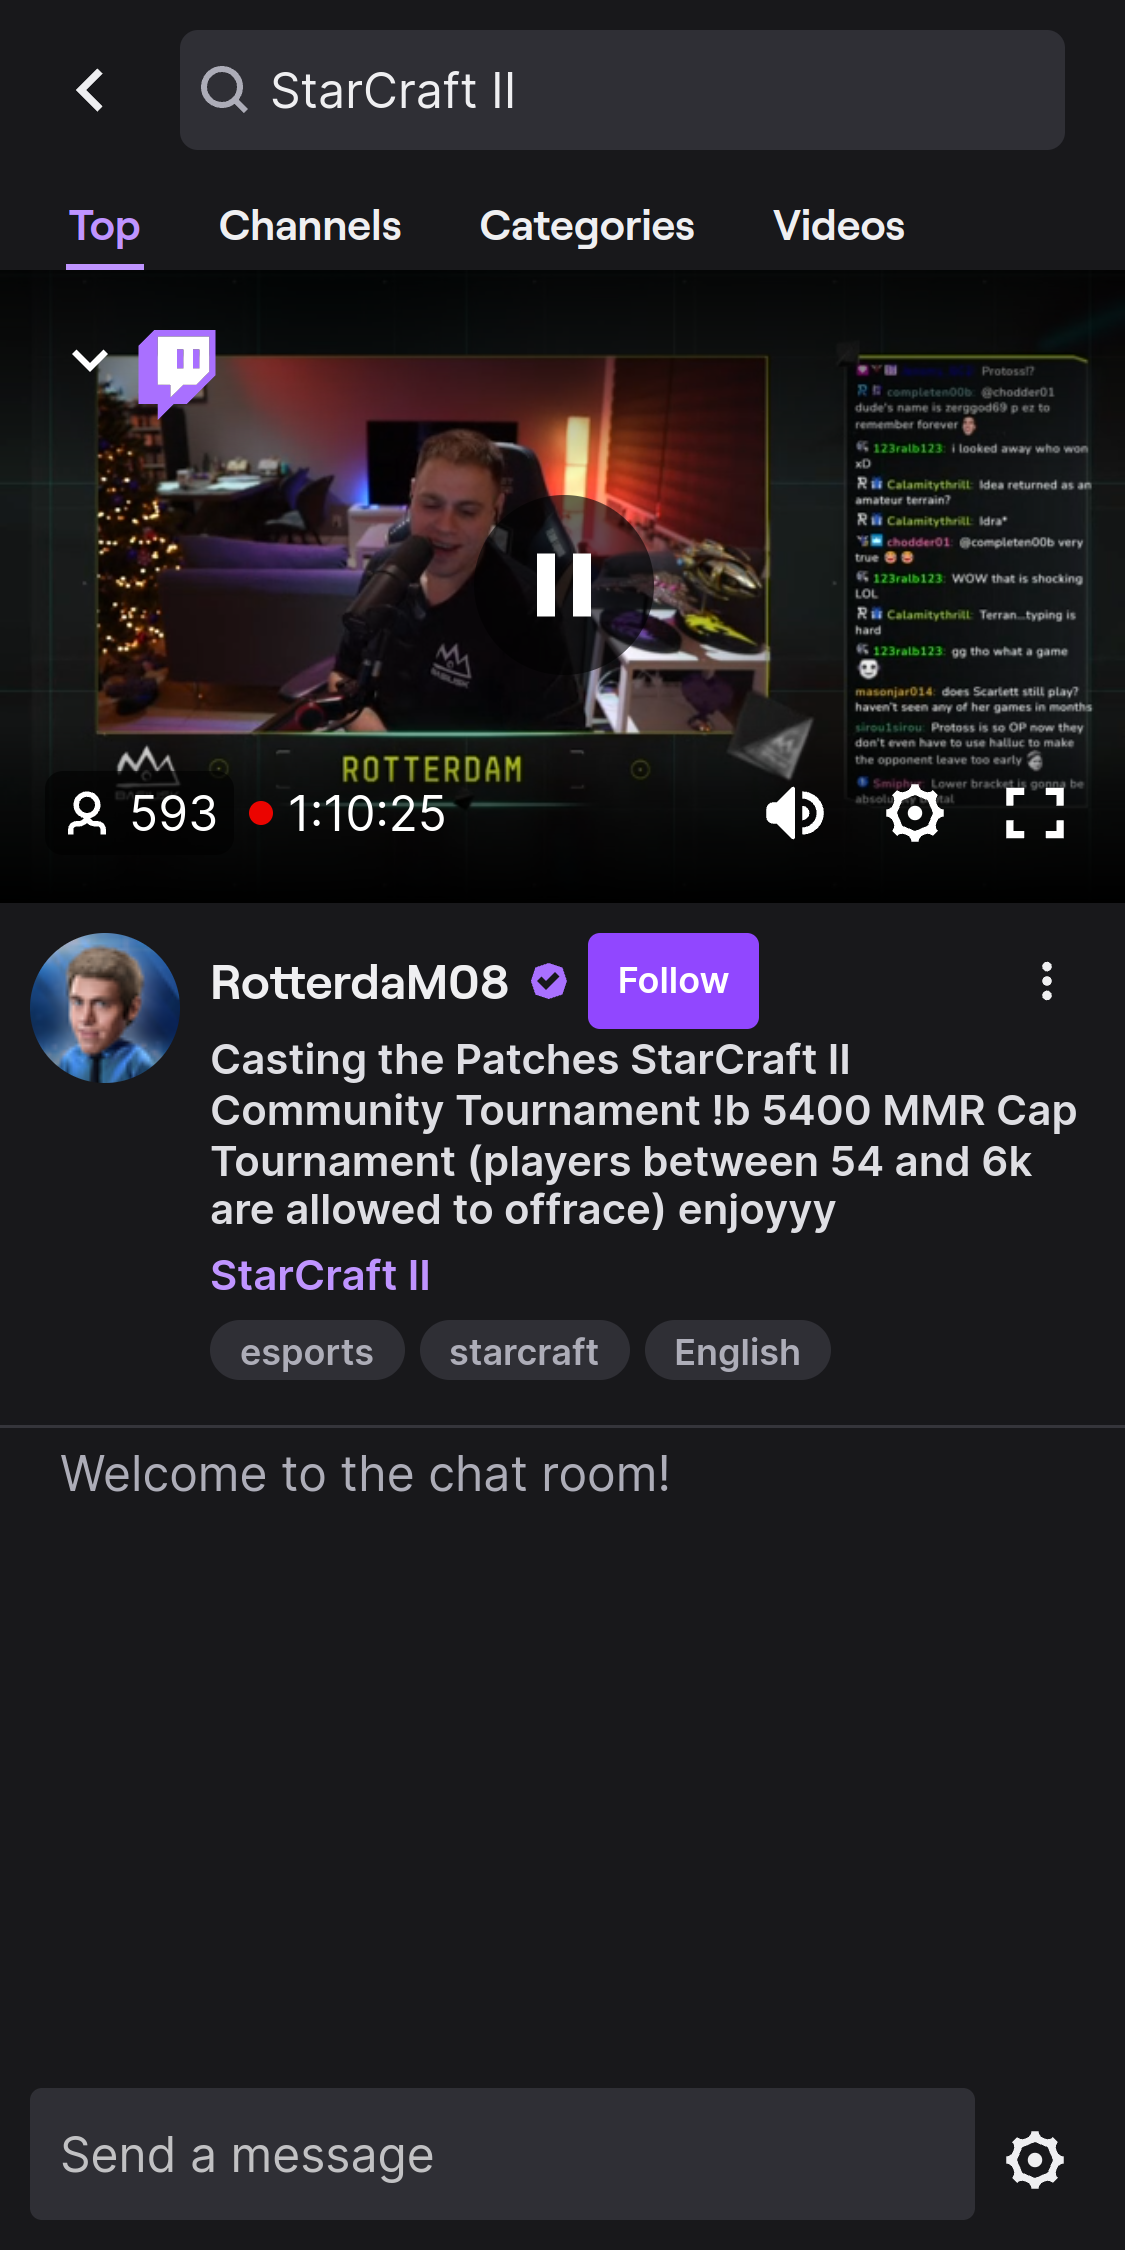 StarCraft II
Top Channels Categories Videos
Protoss!?
completen00b: @chodder01
dude's name is zerggod69 p ez to
remember forever
123ralb123: i looked away who won
xD
Calamitythrill: Idea returned as an
amateur terrain?
Calamitythrill: Idra*
chodder01: @completen00b very
true
123ralb123: WOW that is shocking
LOL
Calamitythrill: Terran...typing is
hard
123ralb123: gg tho what a game
masonjar014: does Scarlett still play?
haven't seen any of her games in months
sirou1sirou: Protoss is so OP now they
don't even have to use halluc to make
the opponent leave too early
Lower bracket is gonna be
ROTTERDAM
593 1:10:25
RotterdaM08 Follow
Casting the Patches StarCraft II
Community Tournament !b 5400 MMR Cap
Tournament (players between 54 and 6k
are allowed to offrace) enjoyyy
StarCraft II
esports starcraft English
Welcome to the chat room!
Send a message